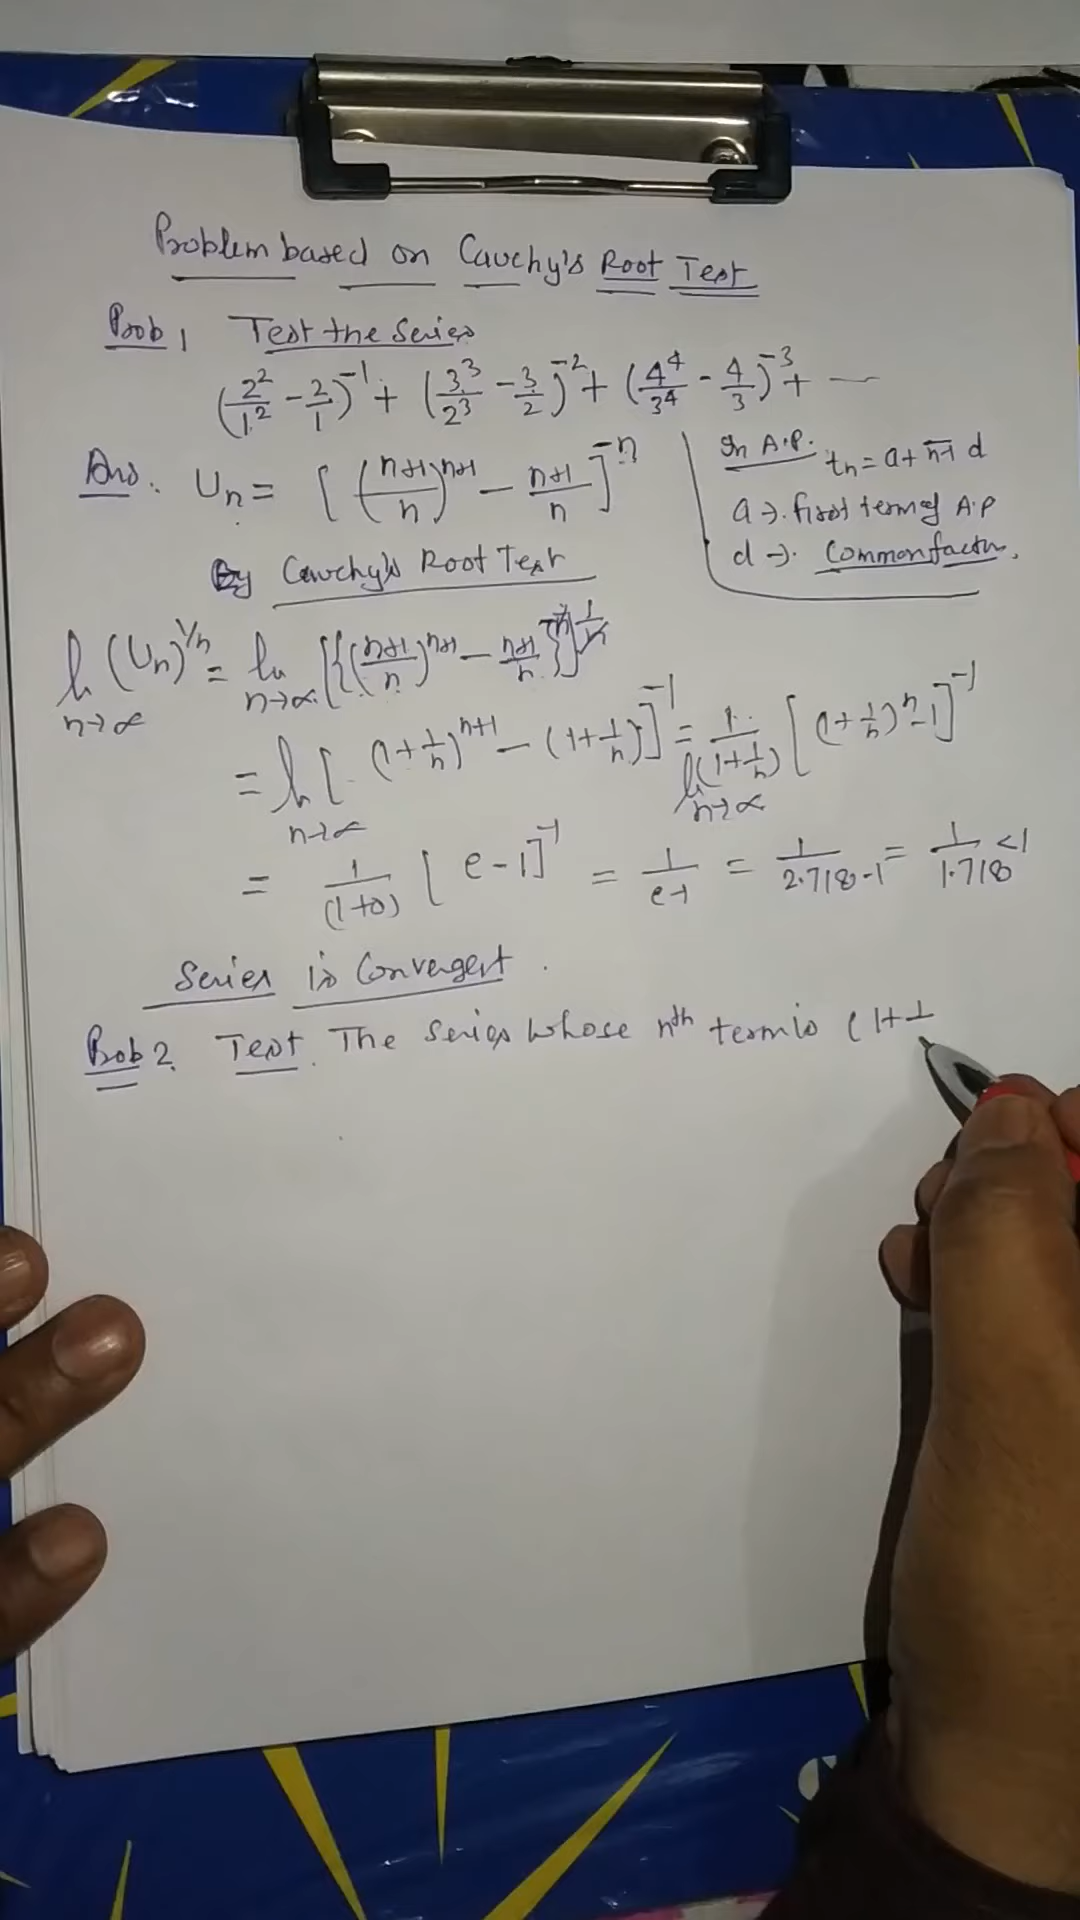 Problem based on Cauchy's Root Test
Prob 1 Test the Series
(2²/1² - 2/1)⁻¹ + (3³/2³ - 3/2)⁻² + (4⁴/3⁴ - 4/3)⁻³ + —
Ans. Uₙ = [((n+1)/n)ⁿ⁺¹ - (n+1)/n]⁻ⁿ
In A.P. tₙ = a + n-1 d
a → first term of A.P
d → Common factor.
By Cauchy's Root Test
lim n→∞ (Uₙ)^1/n = lim n→∞ [{((n+1)/n)ⁿ⁺¹ - (n+1)/n}⁻ⁿ]^1/n
= lim n→∞ [(1+1/n)ⁿ⁺¹ - (1+1/n)]⁻¹ = lim n→∞ 1/(1+1/n) [(1+1/n)ⁿ - 1]⁻¹
= 1/(1+0) [e-1]⁻¹ = 1/(e-1) = 1/(2.718-1) = 1/1.718 < 1
Series is Convergent.
Prob 2. Test. The Series whose nth term is (1+1